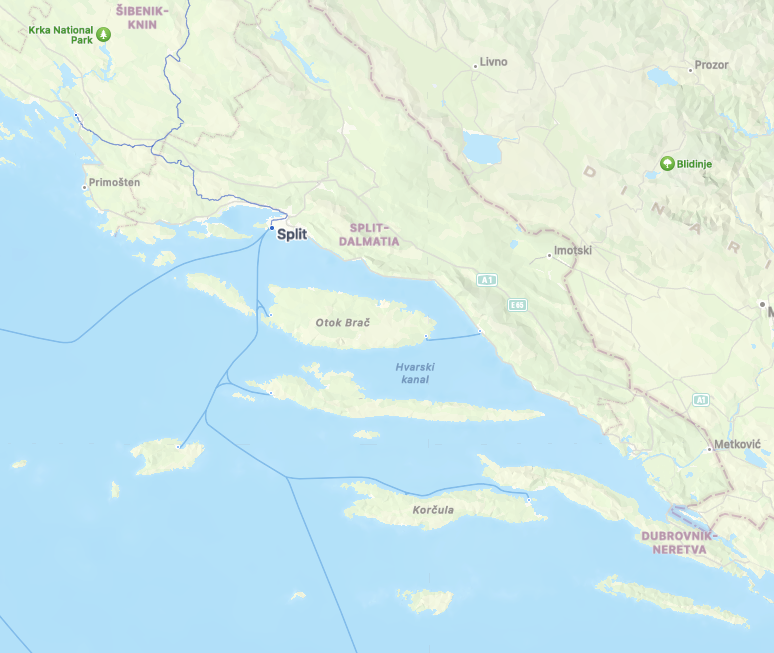 ŠIBENIK-
KNIN
Krka National
Park
Livno
Prozor
Blidinje
Primošten
DINARI
Split
SPLIT-
DALMATIA
Imotski
A1
E65
Otok Brač
Hvarski
kanal
A1
M
Metković
Korčula
DUBROVNIK-
NERETVA